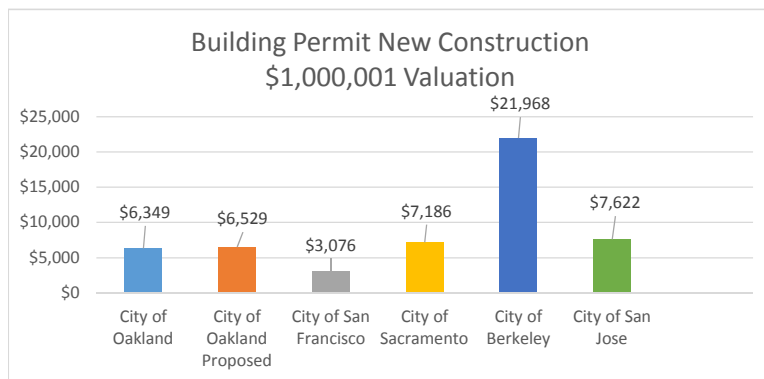 Building Permit New Construction
$1,000,001 Valuation
$25,000
$20,000
$15,000
$10,000
$5,000
$0
$6,349
$6,529
$3,076
$7,186
$21,968
$7,622
City of
Oakland
City of
Oakland
Proposed
City of San
Francisco
City of
Sacramento
City of
Berkeley
City of San
Jose